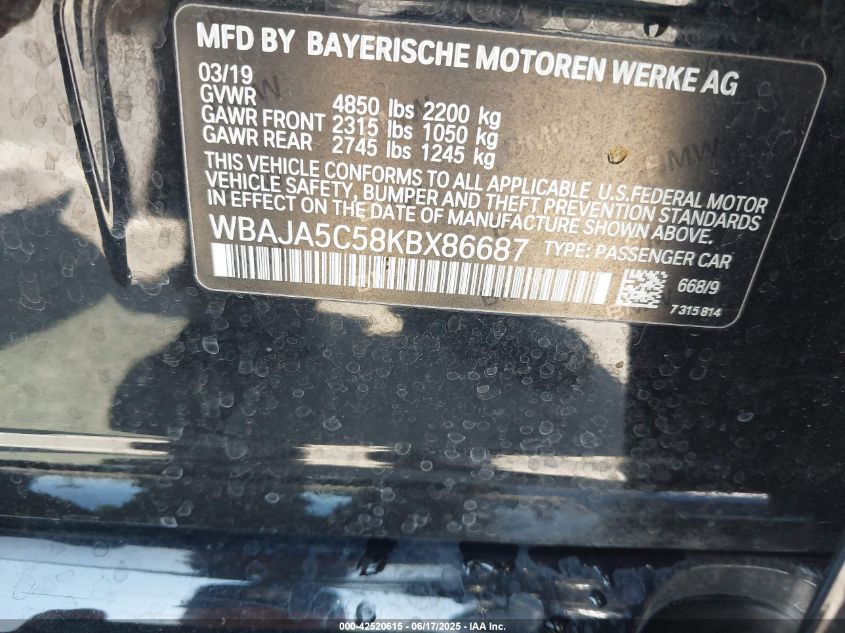 MFD BY BAYERISCHE MOTOREN WERKE AG
03/19
GVWR 4850 lbs 2200 kg
GAWR FRONT 2315 lbs 1050 kg
GAWR REAR 2745 lbs 1245 kg
THIS VEHICLE CONFORMS TO ALL APPLICABLE U.S.FEDERAL MOTOR
VEHICLE SAFETY, BUMPER AND THEFT PREVENTION STANDARDS
IN EFFECT ON THE DATE OF MANUFACTURE SHOWN ABOVE.
WBAJA5C58KBX86687 TYPE: PASSENGER CAR
668/9
7 315 814
000-42520615 - 06/17/2025 - IAA Inc.